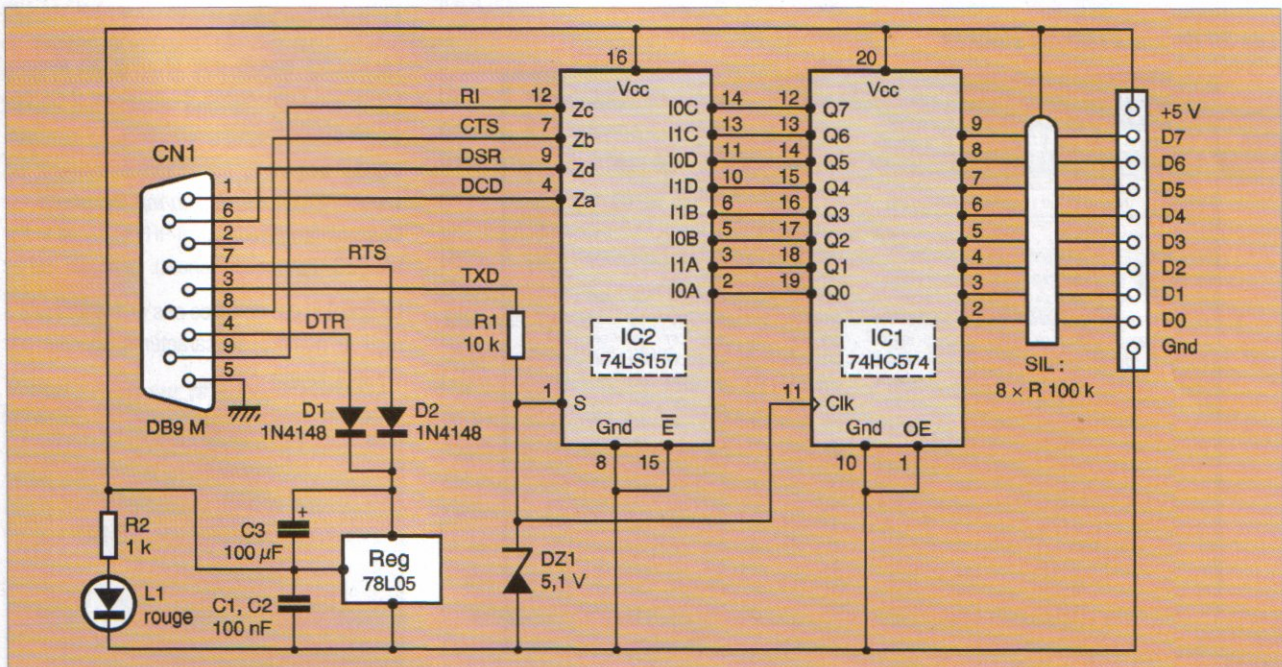 16
20
Vcc
Vcc
RI 12 Zc I0C 14 12 Q7
+5 V
CTS 7 Zb I1C 13 13 Q6 9 D7
DSR 9 Zd I0D 11 14 Q5 8 D6
DCD 4 Za I1D 10 15 Q4 7 D5
I1B 6 16 Q3 6 D4
I0B 5 17 Q2 5 D3
I1A 3 18 Q1 4 D2
I0A 2 19 Q0 3 D1
2 D0
Gnd
CN1
1
6
2
7
3
8
4
9
5
DB9 M
RTS
TXD
DTR
R1
10 k
IC2
74LS157
IC1
74HC574
SIL :
8 × R 100 k
1 S
11 Clk
D1
1N4148
D2
1N4148
Gnd E
8 15
Gnd OE
10 1
R2
1 k
C3
100 µF
+
Reg
78L05
DZ1
5,1 V
L1
rouge
C1, C2
100 nF